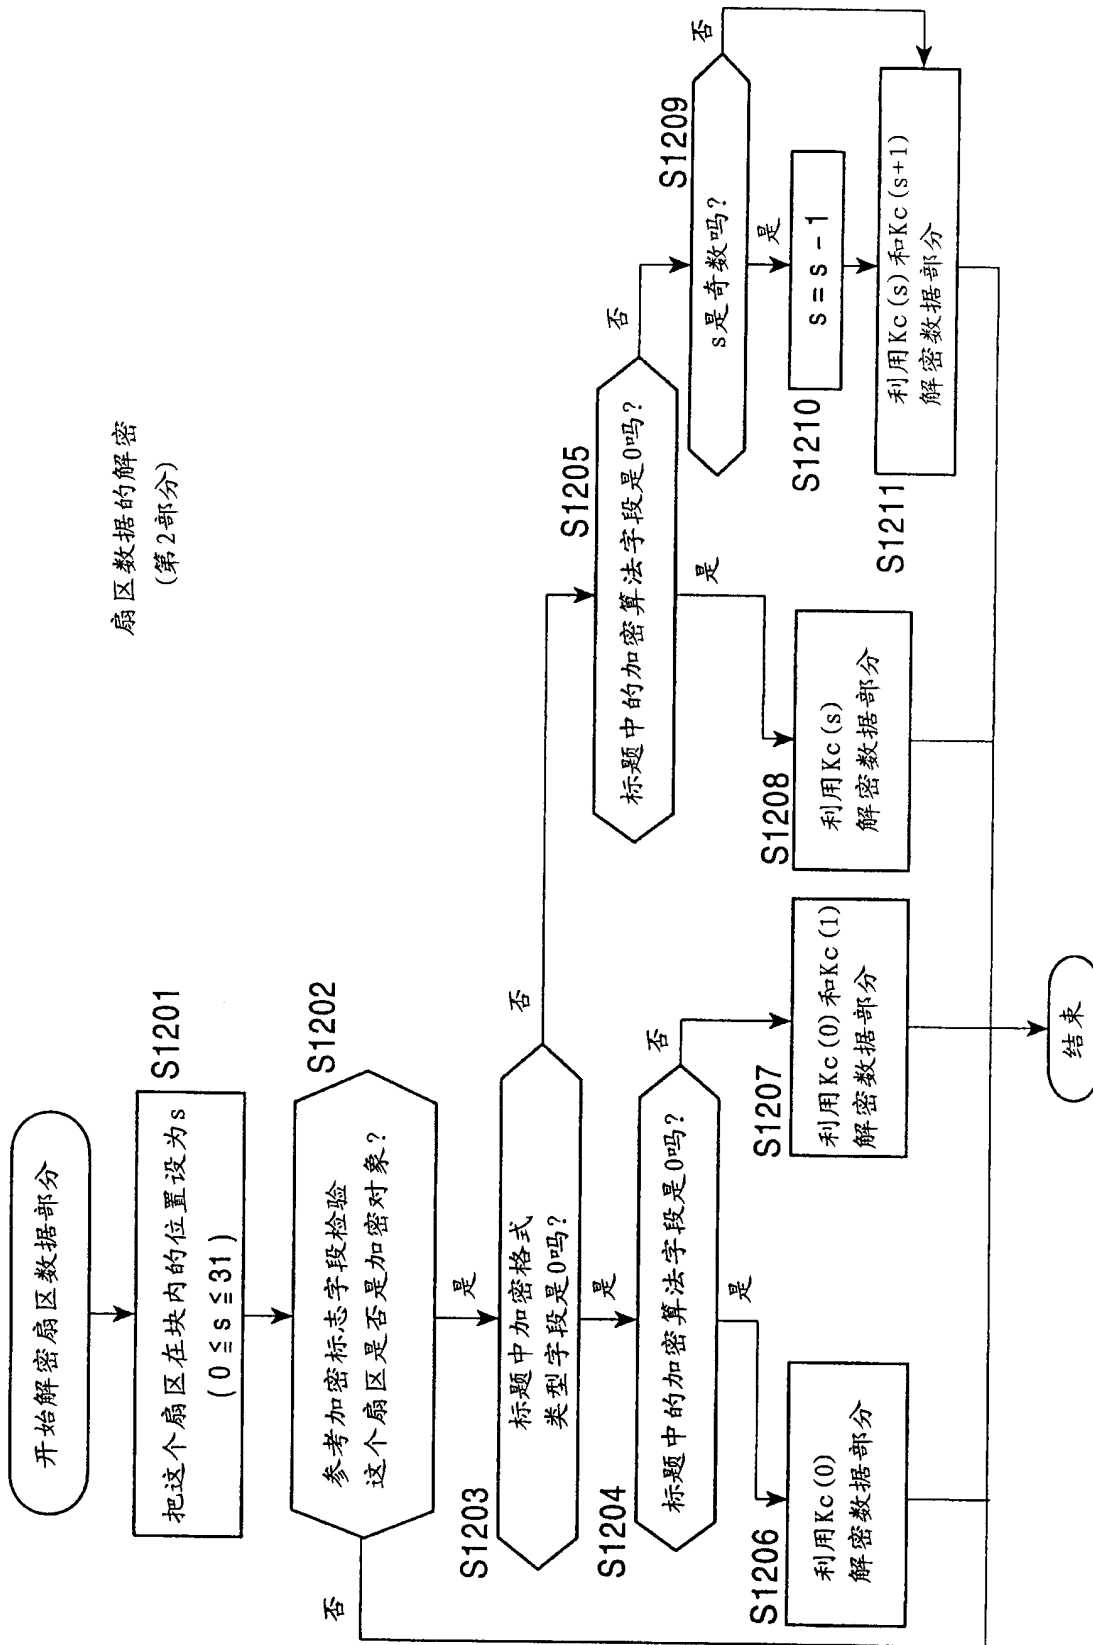 扇区数据的解密
(第2部分)
开始解密扇区数据部分
S1201
把这个扇区在块内的位置设为s
(0≦s≦31)
S1202
参考加密标志字段检验
这个扇区是否是加密对象?
否
是
S1203
标题中加密格式
类型字段是0吗?
否
是
S1204
标题中的加密算法字段是0吗?
否
是
S1205
标题中的加密算法字段是0吗?
否
是
S1206
利用Kc(0)
解密数据部分
S1207
利用Kc(0)和Kc(1)
解密数据部分
S1208
利用Kc(s)
解密数据部分
S1209
s是奇数吗?
否
是
S1210
s=s-1
S1211
利用Kc(s)和Kc(s+1)
解密数据部分
结束